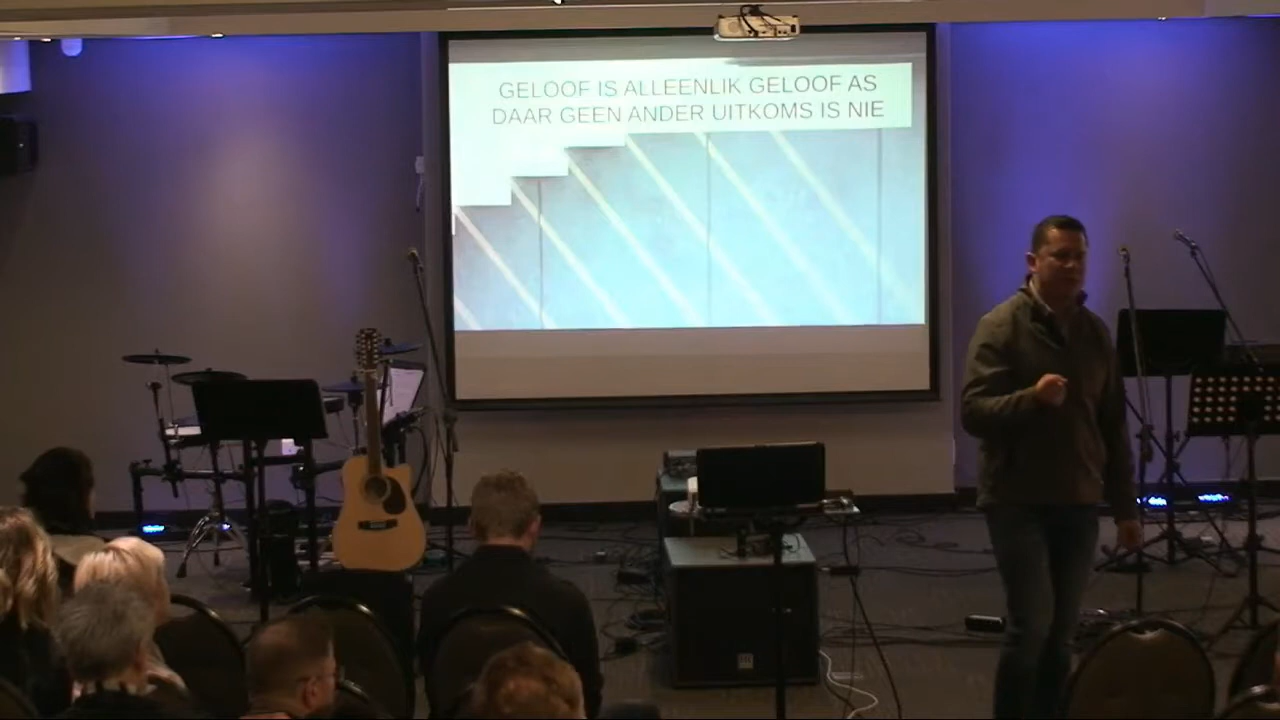 GELOOF IS ALLEENLIK GELOOF AS
DAAR GEEN ANDER UITKOMS IS NIE